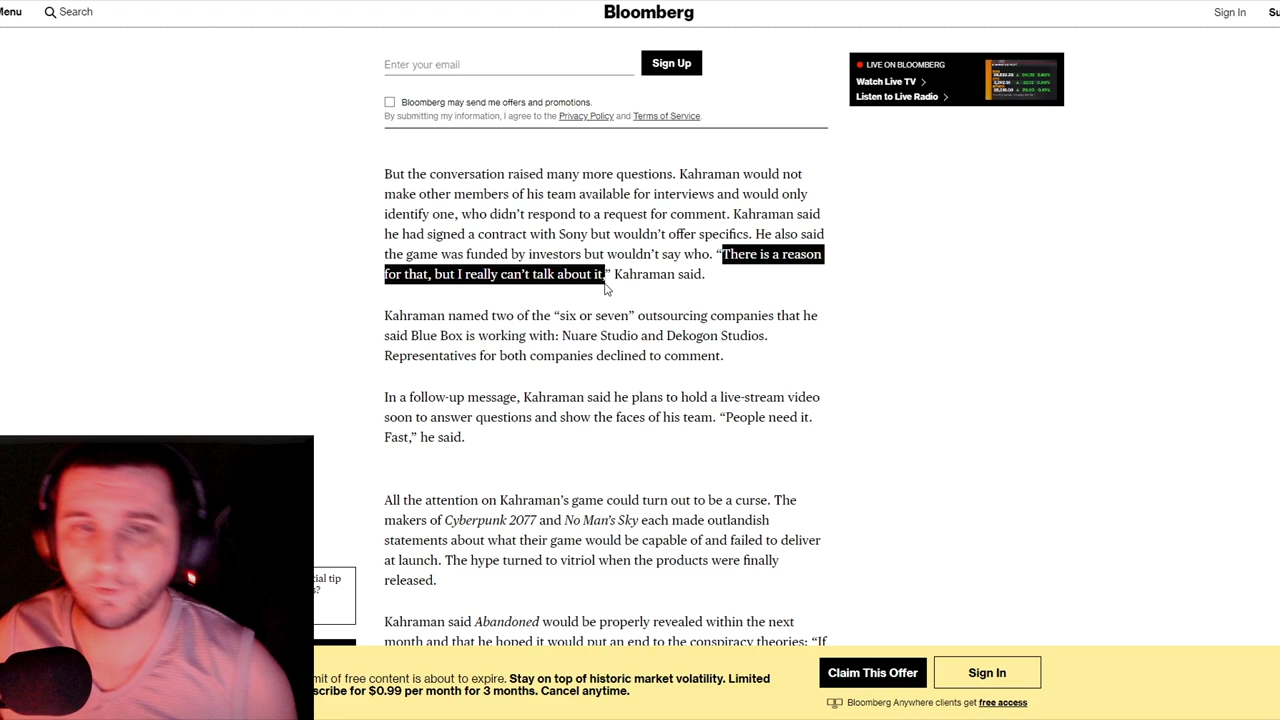 Menu
Search
Bloomberg
Sign In
Su
Enter your email
Sign Up
Bloomberg may send me offers and promotions.
By submitting my information, I agree to the Privacy Policy and Terms of Service.
LIVE ON BLOOMBERG
Watch Live TV
Listen to Live Radio
But the conversation raised many more questions. Kahraman would not
make other members of his team available for interviews and would only
identify one, who didn’t respond to a request for comment. Kahraman said
he had signed a contract with Sony but wouldn’t offer specifics. He also said
the game was funded by investors but wouldn’t say who. “There is a reason
for that, but I really can’t talk about it.” Kahraman said.
Kahraman named two of the “six or seven” outsourcing companies that he
said Blue Box is working with: Nuare Studio and Dekogon Studios.
Representatives for both companies declined to comment.
In a follow-up message, Kahraman said he plans to hold a live-stream video
soon to answer questions and show the faces of his team. “People need it.
Fast,” he said.
All the attention on Kahraman’s game could turn out to be a curse. The
makers of Cyberpunk 2077 and No Man’s Sky each made outlandish
statements about what their game would be capable of and failed to deliver
at launch. The hype turned to vitriol when the products were finally
released.
Kahraman said Abandoned would be properly revealed within the next
month and that he hoped it would put an end to the conspiracy theories: “If
cial tip
s?
mit of free content is about to expire. Stay on top of historic market volatility. Limited
scribe for $0.99 per month for 3 months. Cancel anytime.
Claim This Offer
Sign In
Bloomberg Anywhere clients get free access